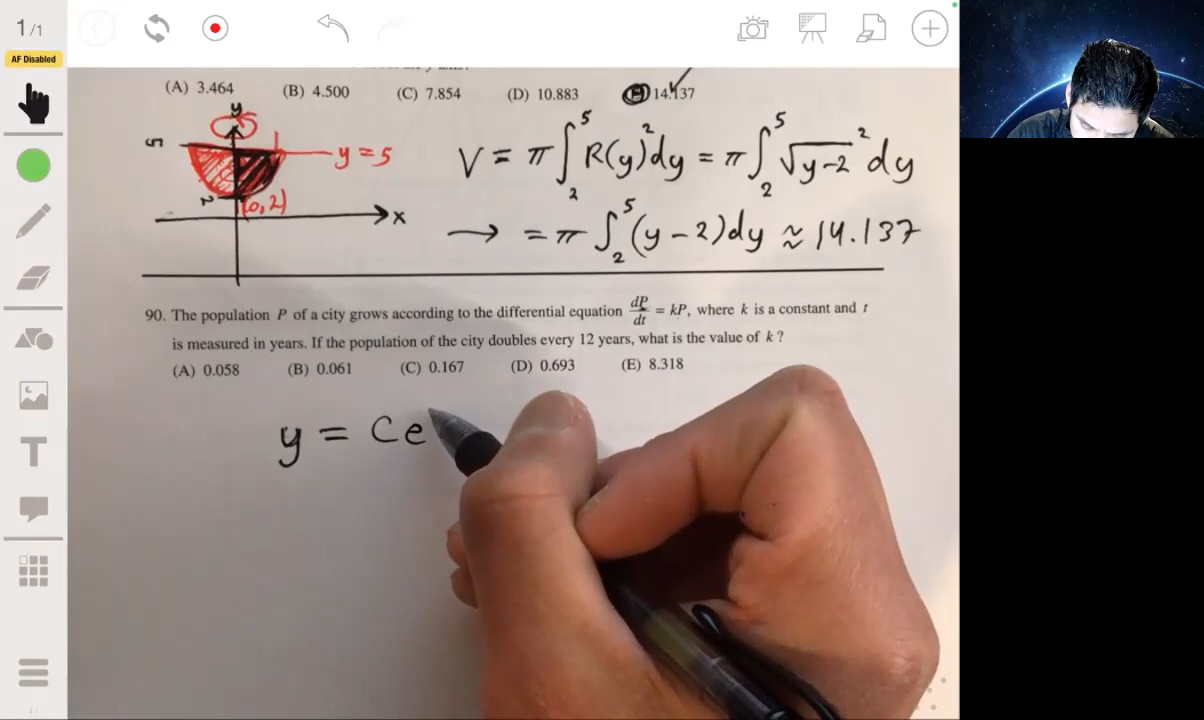 1/1
AF Disabled
(A) 3.464 (B) 4.500 (C) 7.854 (D) 10.883 (E) 14.137
y
5
y = 5
2
(0,2)
x
V = π∫₂⁵ R(y)² dy = π∫₂⁵ √y-2² dy
→ = π∫₂⁵ (y-2)dy ≈ 14.137
90. The population P of a city grows according to the differential equation dP/dt = kP, where k is a constant and t
is measured in years. If the population of the city doubles every 12 years, what is the value of k ?
(A) 0.058 (B) 0.061 (C) 0.167 (D) 0.693 (E) 8.318
y = Ce
T